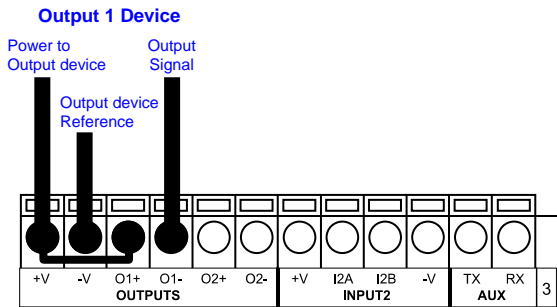 Output 1 Device
Power to
Output device
Output
Signal
Output device
Reference
+V -V O1+ O1- O2+ O2- +V I2A I2B -V TX RX
OUTPUTS INPUT2 AUX 3